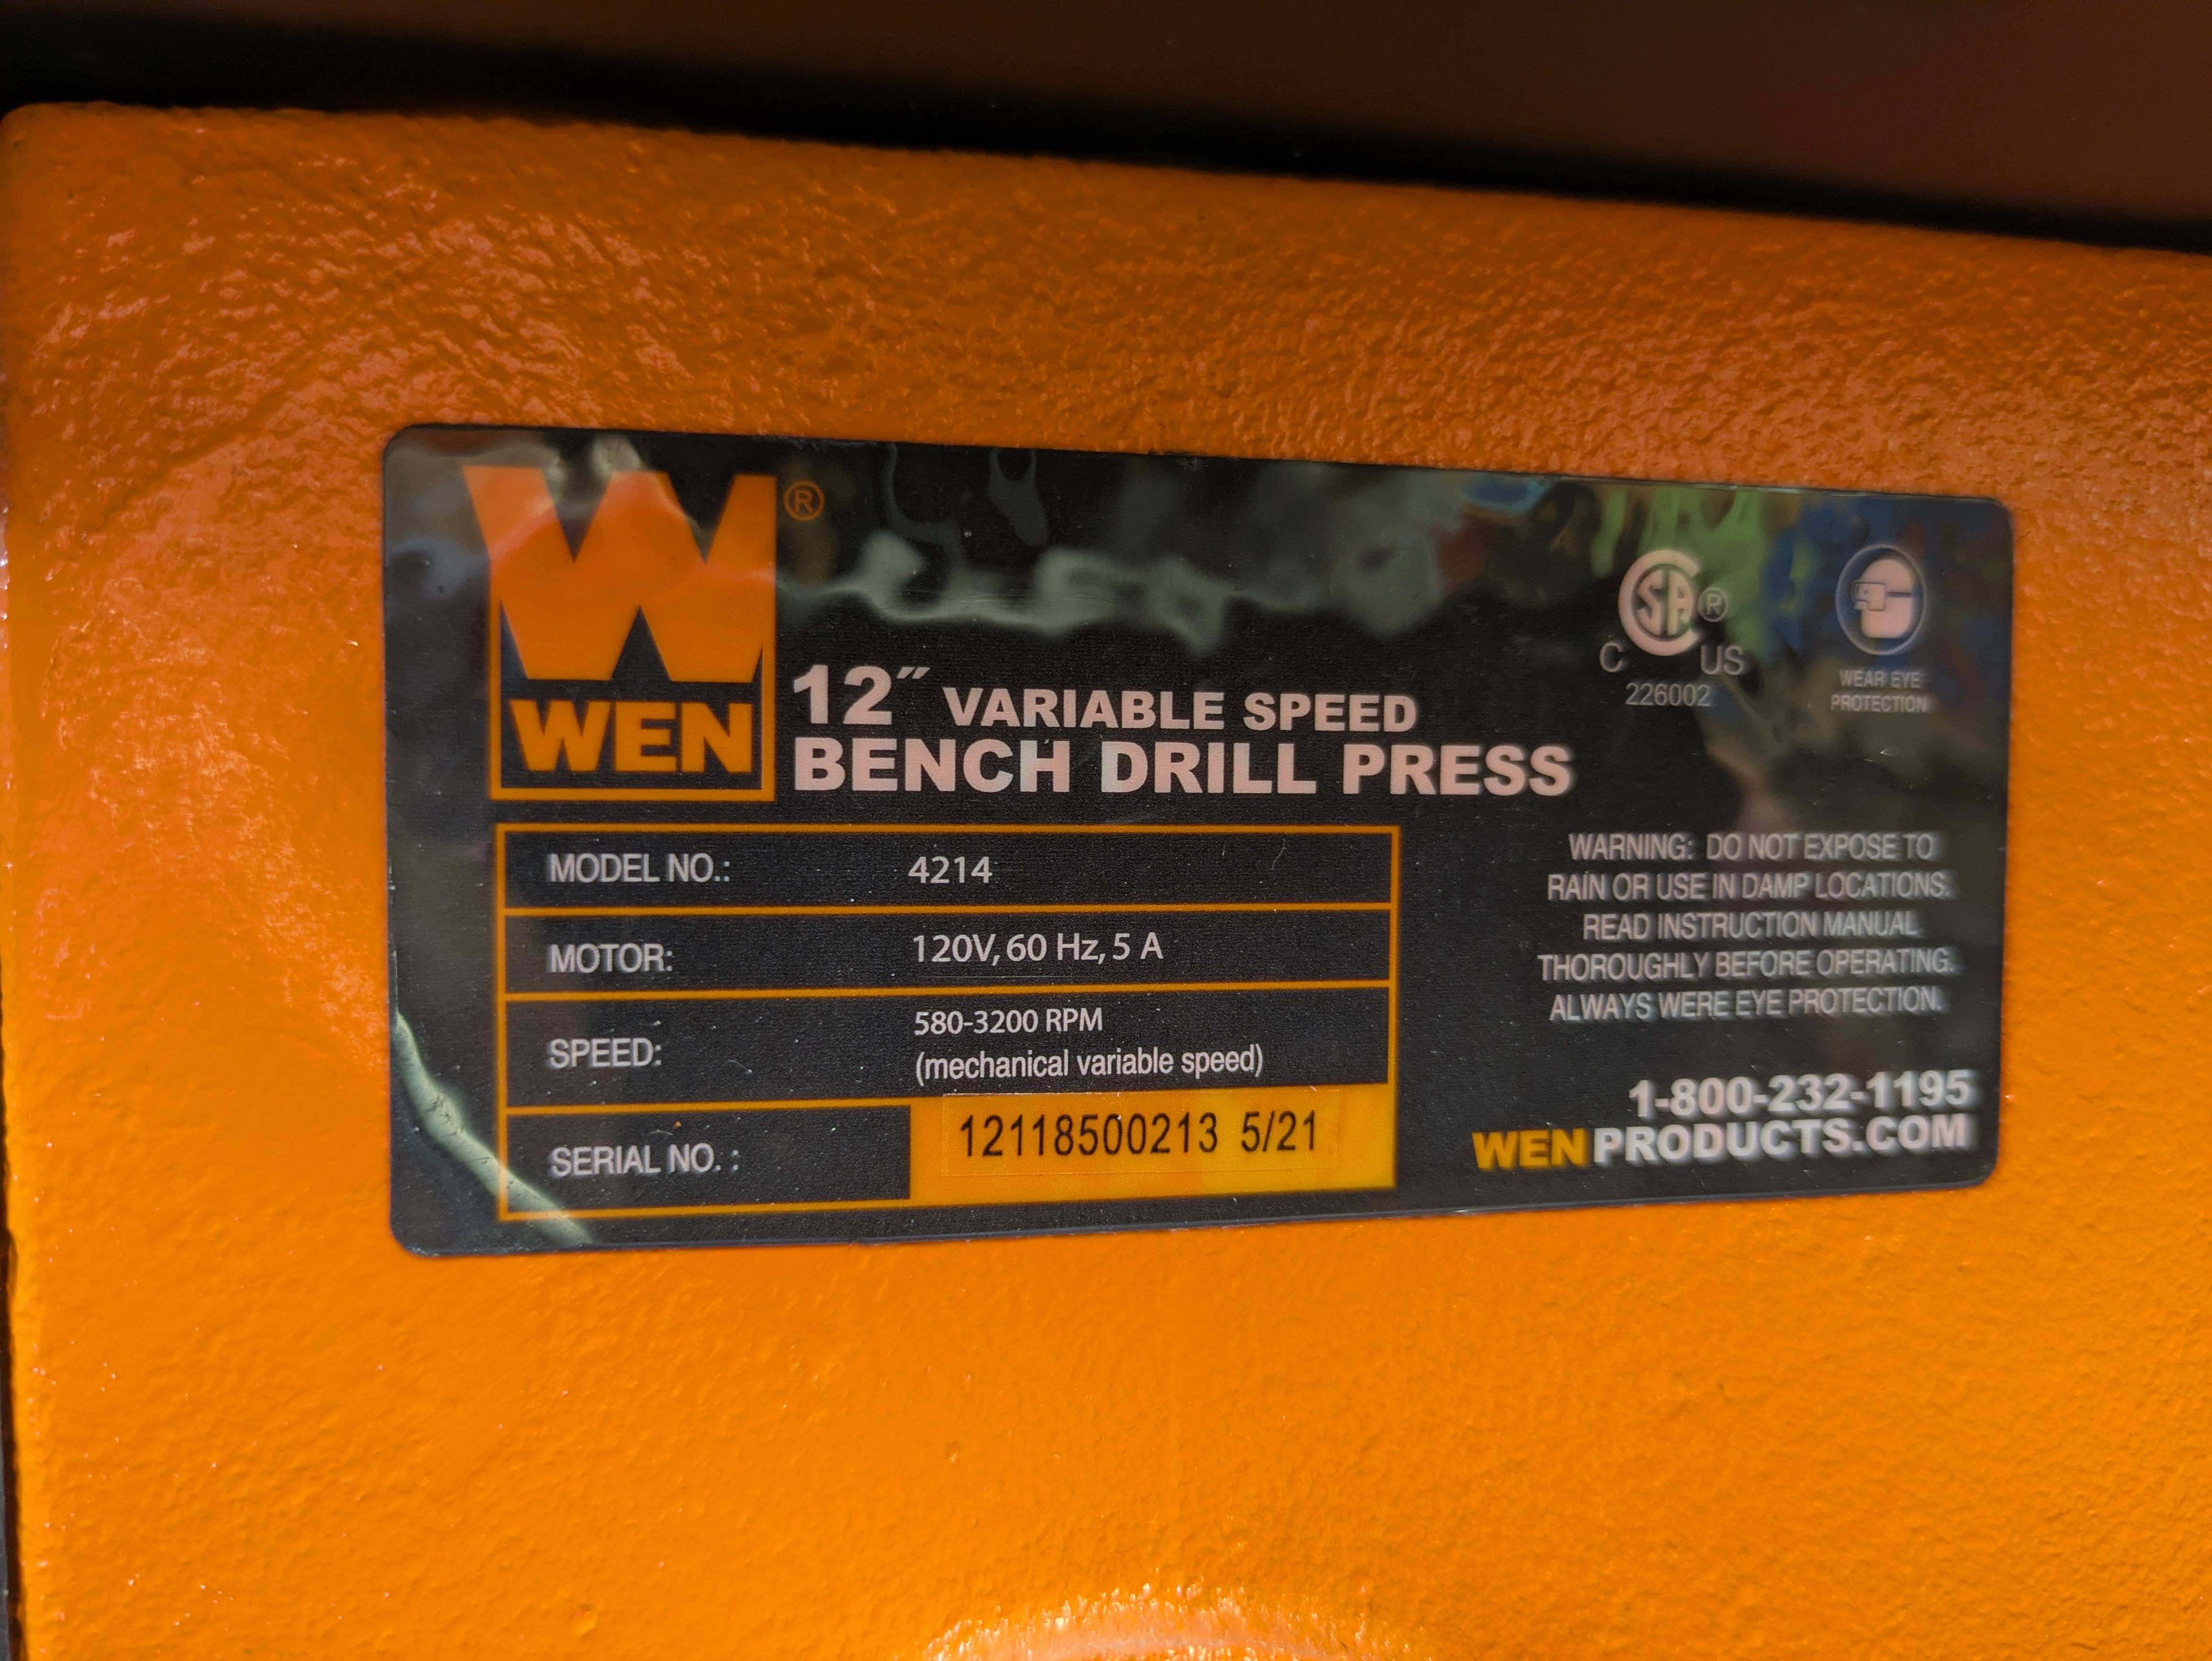 ®
WEN
12" VARIABLE SPEED
BENCH DRILL PRESS
CSA®
C US
226002
WEAR EYE
PROTECTION
MODEL NO.: 4214
MOTOR: 120V, 60 Hz, 5 A
SPEED: 580-3200 RPM
(mechanical variable speed)
SERIAL NO. : 12118500213 5/21
WARNING: DO NOT EXPOSE TO
RAIN OR USE IN DAMP LOCATIONS.
READ INSTRUCTION MANUAL
THOROUGHLY BEFORE OPERATING.
ALWAYS WERE EYE PROTECTION.
1-800-232-1195
WENPRODUCTS.COM